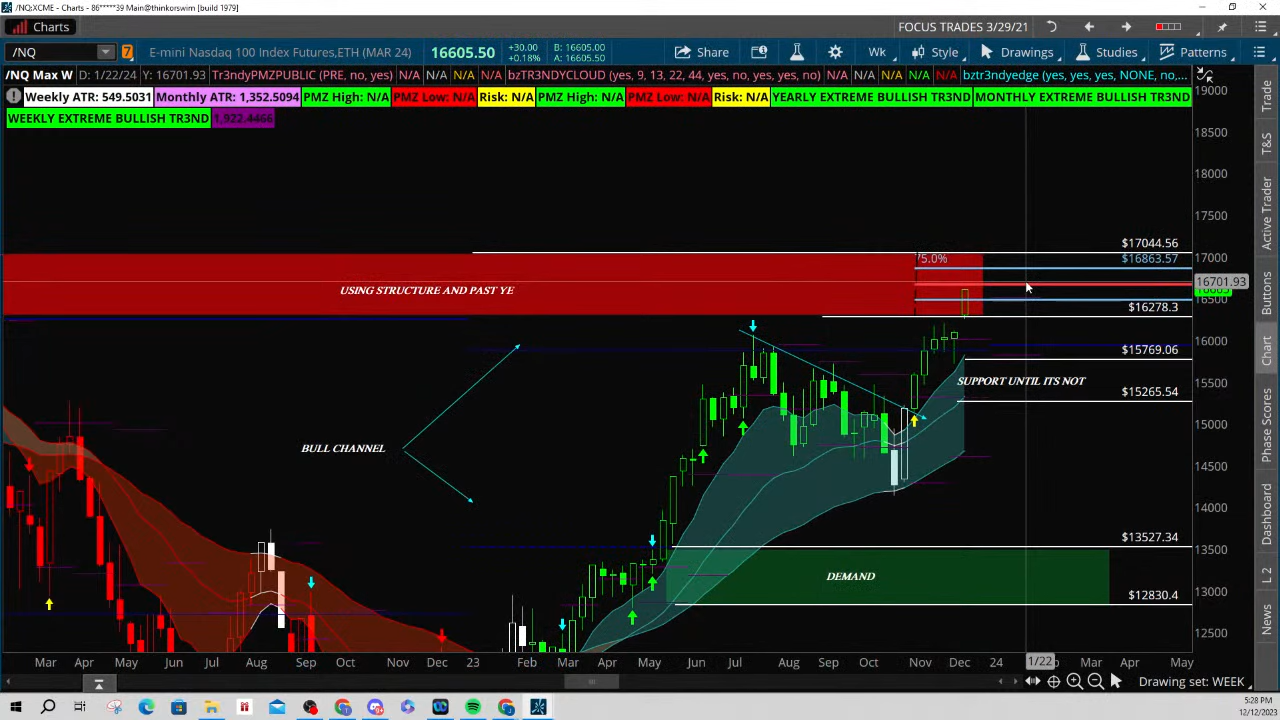 /NQ:XCME - Charts - 86*****39 Main@thinkorswim [build 1979]
Charts
FOCUS TRADES 3/29/21
/NQ
7
E-mini Nasdaq 100 Index Futures,ETH (MAR 24)
16605.50
+30.00
+0.18%
B: 16605.00
A: 16605.50
Share
Wk
Style
Drawings
Studies
Patterns
/NQ Max W
D: 1/22/24
Y: 16701.93
Tr3ndyPMZPUBLIC (PRE, no, yes)
N/A
N/A
N/A
N/A
bzTR3NDYCLOUD (yes, 9, 13, 22, 44, yes, no, yes, yes, no)
N/A
N/A
N/A
N/A
bztr3ndyedge (yes, yes, yes, NONE, no,...
Weekly ATR: 549.5031
Monthly ATR: 1,352.5094
PMZ High: N/A
PMZ Low: N/A
Risk: N/A
PMZ High: N/A
PMZ Low: N/A
Risk: N/A
YEARLY EXTREME BULLISH TR3ND
MONTHLY EXTREME BULLISH TR3ND
WEEKLY EXTREME BULLISH TR3ND
1,922.4466
19000
18500
18000
17500
17000
16500
16000
15500
15000
14500
14000
13500
13000
12500
16701.93
$17044.56
75.0%
$16863.57
USING STRUCTURE AND PAST YE
$16278.3
$15769.06
SUPPORT UNTIL ITS NOT
$15265.54
BULL CHANNEL
$13527.34
DEMAND
$12830.4
Trade
T&S
Active Trader
Buttons
Chart
Phase Scores
Dashboard
L 2
News
Mar
Apr
May
Jun
Jul
Aug
Sep
Oct
Nov
Dec
23
Feb
Mar
Apr
May
Jun
Jul
Aug
Sep
Oct
Nov
Dec
24
1/22
Mar
Apr
May
Drawing set: WEEK
5:28 PM
12/12/2023